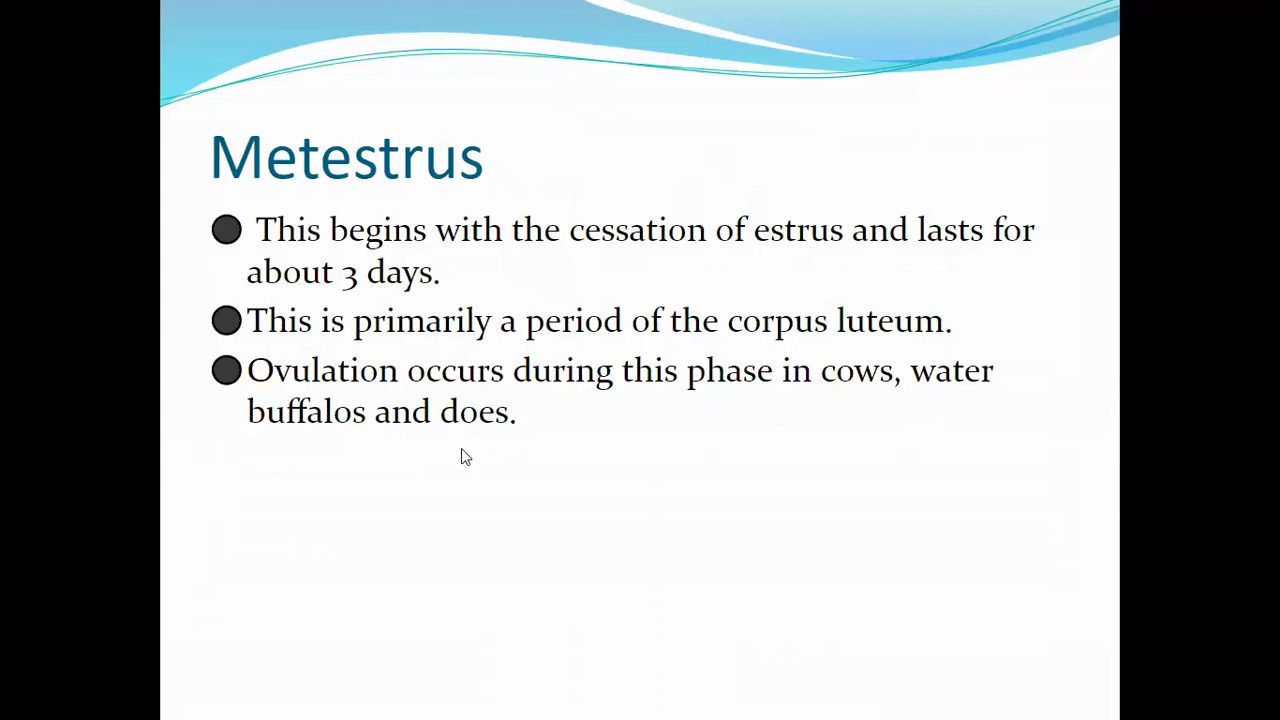 Metestrus
This begins with the cessation of estrus and lasts for
about 3 days.
This is primarily a period of the corpus luteum.
Ovulation occurs during this phase in cows, water
buffalos and does.